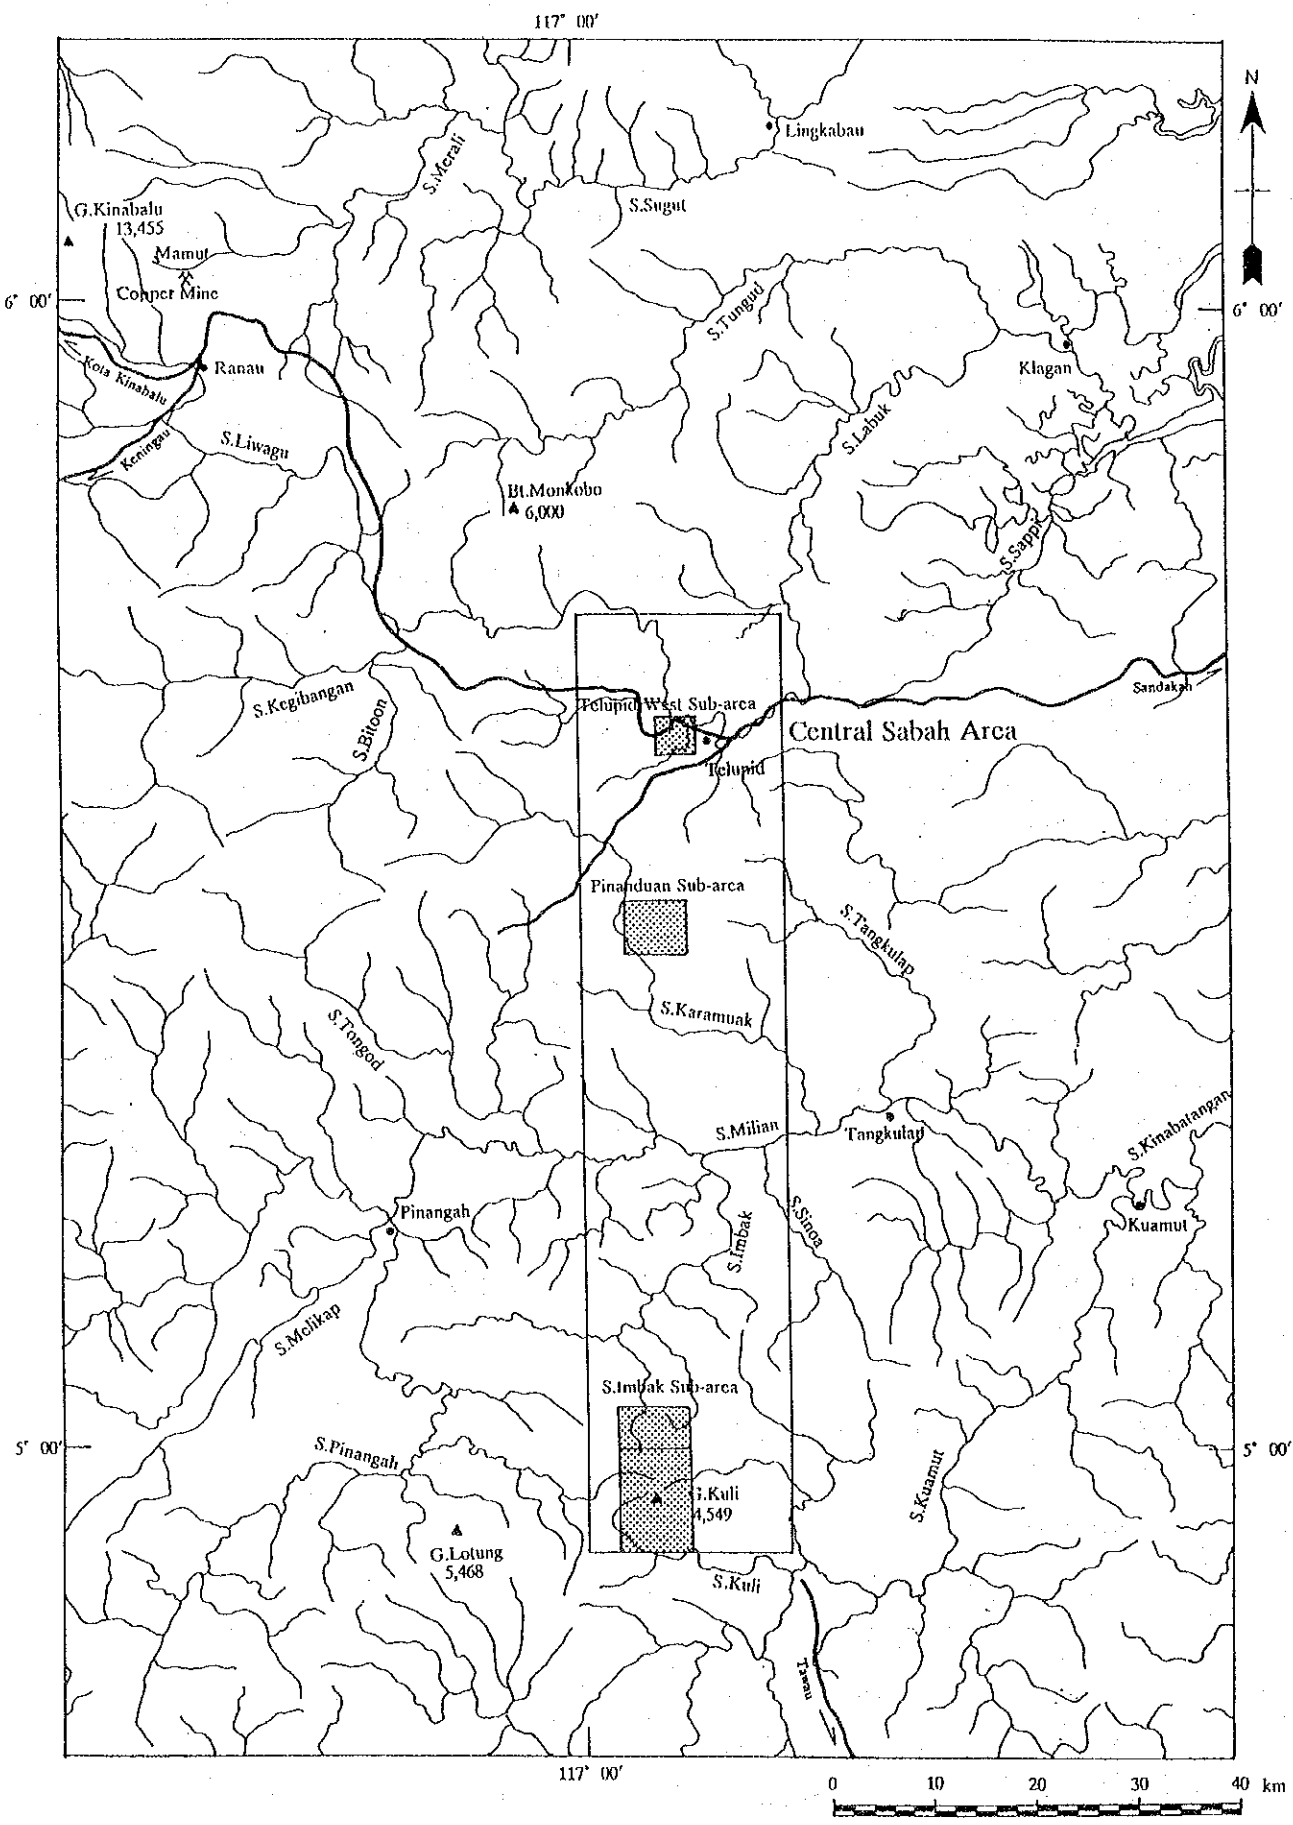 117° 00′
N
Lingkabau
S.Merali
S.Sugut
G.Kinabalu
13,455
Mamut
Copper Mine
6° 00′
6° 00′
S.Tungud
Klagan
Kota Kinabalu
Ranau
Keningau
S.Liwagu
S.Labuk
Bt.Monkobo
6,000
S.Sappi
S.Kegibangan
Sandakan
S.Bitoon
Telupid West Sub-area
Central Sabah Area
Telupid
Pinanduan Sub-area
S.Tangkulap
S.Karamuak
S.Tongod
S.Milian
Tangkulap
S.Kinabatangan
Pinangah
S.Imbak
S.Sinoa
Kuamut
S.Melikap
S.Imbak Sub-area
5° 00′
S.Pinangah
5° 00′
G.Kuli
4,549
S.Kuamut
G.Lotung
5,468
S.Kuli
Tawau
117° 00′
0 10 20 30 40 km